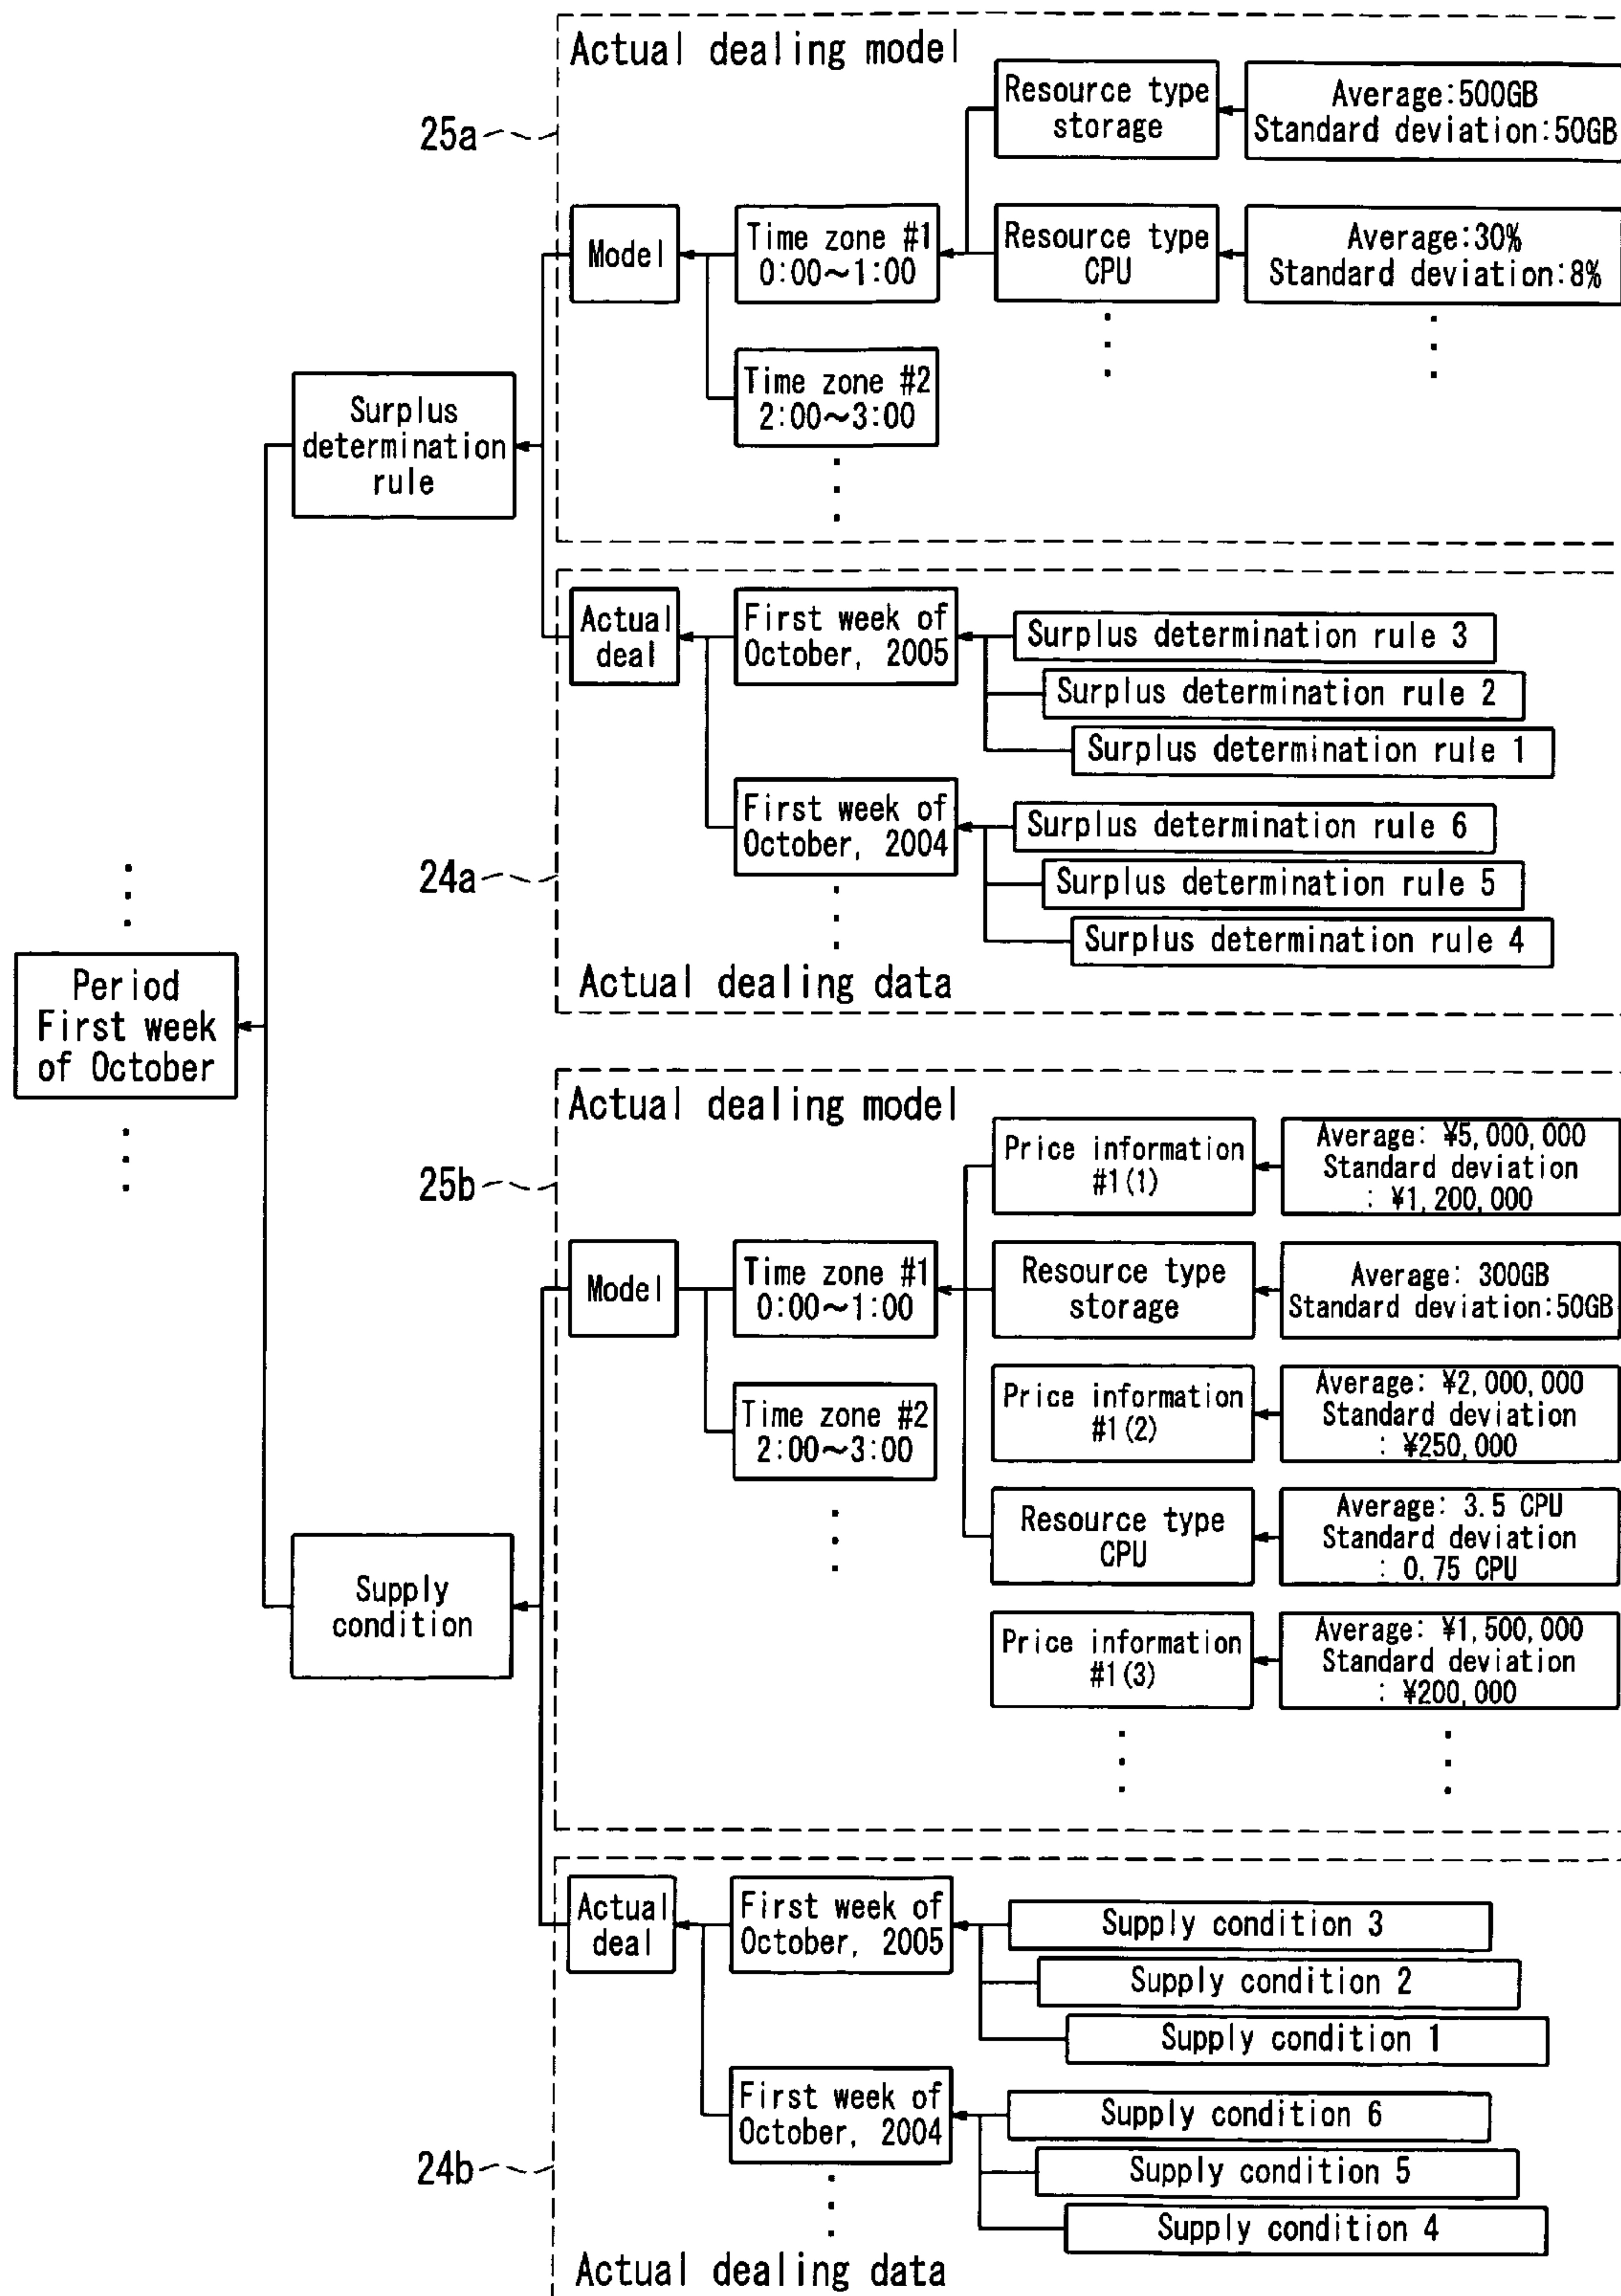 Actual dealing model
25a
Resource type
storage
Average:500GB
Standard deviation:50GB
Model
Time zone #1
0:00~1:00
Resource type
CPU
Average:30%
Standard deviation:8%
Time zone #2
2:00~3:00
Surplus
determination
rule
Actual
deal
First week of
October, 2005
Surplus determination rule 3
Surplus determination rule 2
Surplus determination rule 1
First week of
October, 2004
Surplus determination rule 6
Surplus determination rule 5
Surplus determination rule 4
24a
Actual dealing data
Period
First week
of October
Actual dealing model
25b
Price information
#1(1)
Average: ¥5,000,000
Standard deviation
: ¥1,200,000
Model
Time zone #1
0:00~1:00
Resource type
storage
Average: 300GB
Standard deviation:50GB
Time zone #2
2:00~3:00
Price information
#1(2)
Average: ¥2,000,000
Standard deviation
: ¥250,000
Resource type
CPU
Average: 3.5 CPU
Standard deviation
: 0.75 CPU
Supply
condition
Price information
#1(3)
Average: ¥1,500,000
Standard deviation
: ¥200,000
Actual
deal
First week of
October, 2005
Supply condition 3
Supply condition 2
Supply condition 1
First week of
October, 2004
Supply condition 6
Supply condition 5
Supply condition 4
24b
Actual dealing data